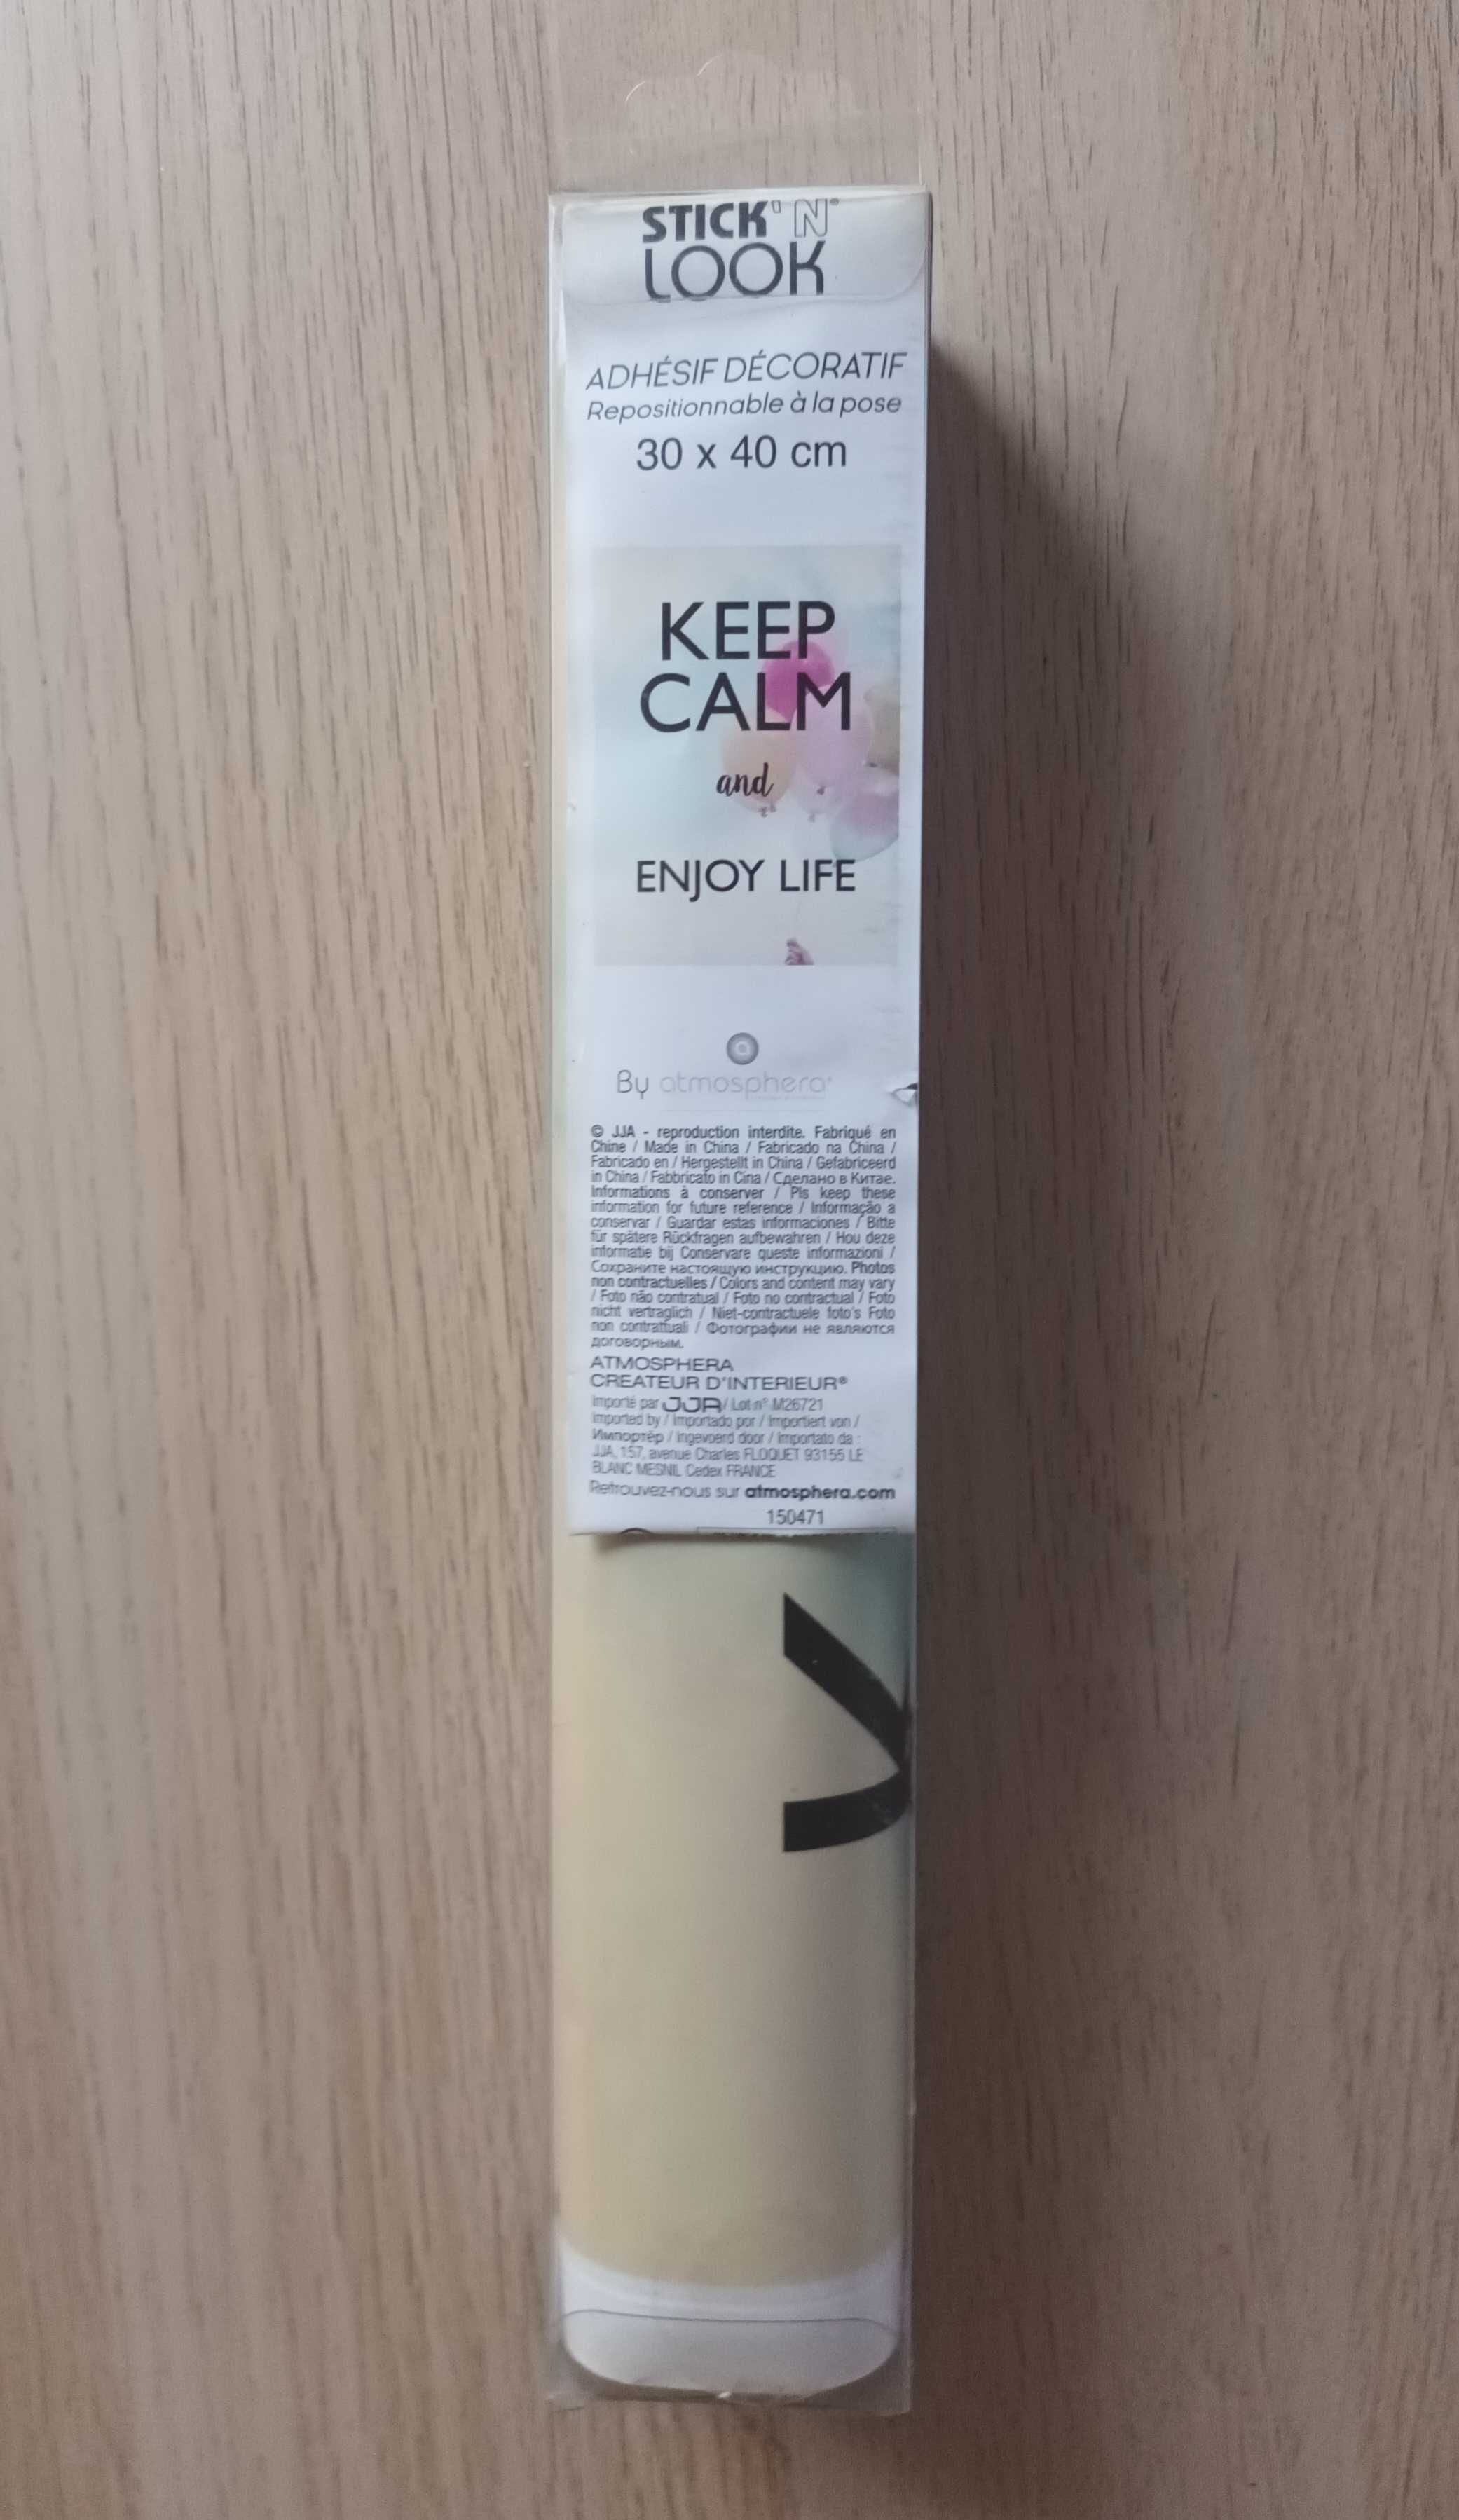 STICK'N®
LOOK
ADHÉSIF DÉCORATIF
Repositionnable à la pose
30 x 40 cm
KEEP
CALM
and
ENJOY LIFE
By atmosphera®
© JJA - reproduction interdite. Fabriqué en
Chine / Made in China / Fabricado na China /
Fabricado en / Hergestellt in China / Gefabriceerd
in China / Fabbricato in Cina / Сделано в Китае.
Informations à conserver / Pls keep these
information for future reference / Informação a
conservar / Guardar estas informaciones / Bitte
für spätere Rückfragen aufbewahren / Hou deze
informatie bij Conservare queste informazioni /
Сохраните настоящую инструкцию. Photos
non contractuelles / Colors and content may vary
/ Foto não contratual / Foto no contractual / Foto
nicht vertraglich / Niet-contractuele foto's Foto
non contrattuali / Фотографии не являются
договорным.
ATMOSPHERA
CREATEUR D'INTERIEUR®
Importé par JJA / Lot n° M26721
Imported by / Importado por / Importiert von /
Импортёр / Ingevoerd door / Importato da :
JJA, 157, avenue Charles FLOQUET 93155 LE
BLANC MESNIL Cedex FRANCE
Retrouvez-nous sur atmosphera.com
150471
K